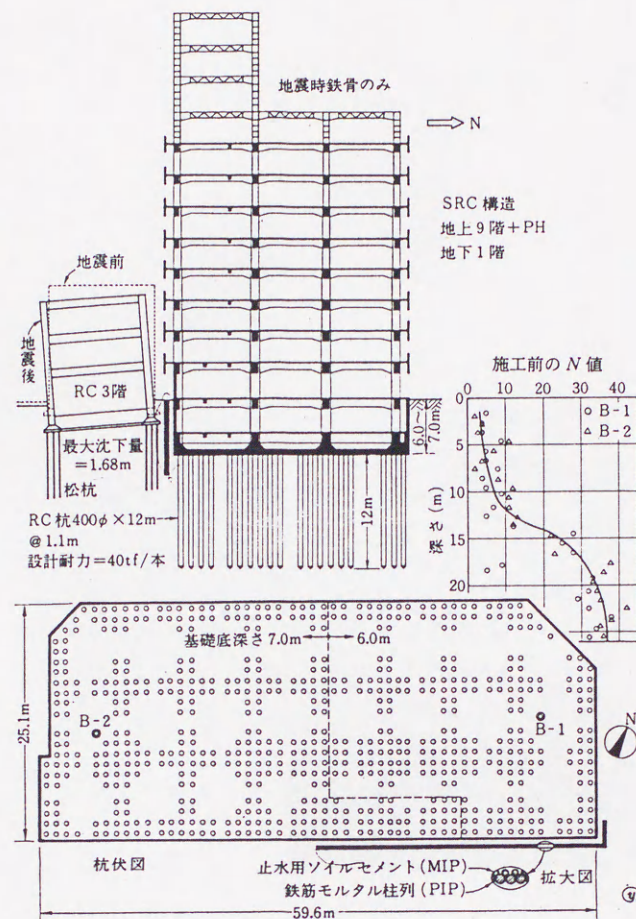 地震時鉄骨のみ
N
SRC 構造
地上9階+PH
地下1階
地震前
地震後
RC 3階
最大沈下量
=1.68m
松杭
RC 杭 400φ×12m
@ 1.1m
設計耐力=40tf/本
6.0~
7.0m
12m
施工前の N 値
0 10 20 30
B-1
B-2
0
5
10
15
20
深さ (m)
基礎底深さ 7.0m
6.0m
25.1m
B-2
B-1
N
杭伏図
止水用ソイルセメント(MIP)
鉄筋モルタル柱列(PIP)
拡大図
59.6m